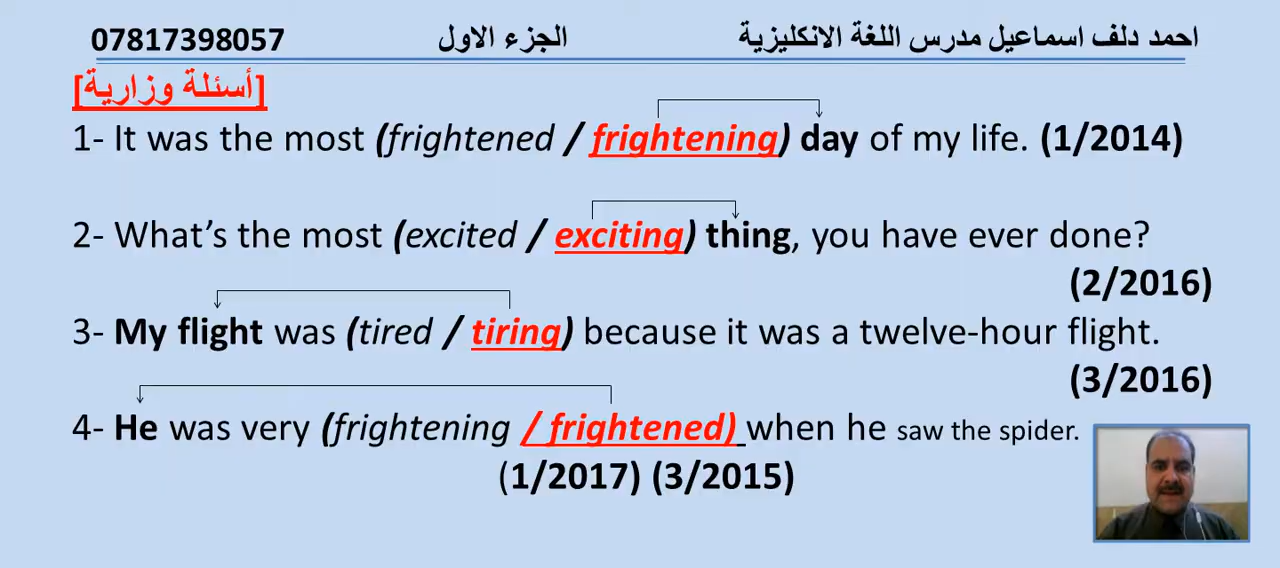 احمد دلف اسماعيل مدرس اللغة الانكليزية الجزء الاول 07817398057
[أسئلة وزارية]
1- It was the most (frightened / frightening) day of my life. (1/2014)
2- What’s the most (excited / exciting) thing, you have ever done?
(2/2016)
3- My flight was (tired / tiring) because it was a twelve-hour flight.
(3/2016)
4- He was very (frightening / frightened) when he saw the spider.
(1/2017) (3/2015)